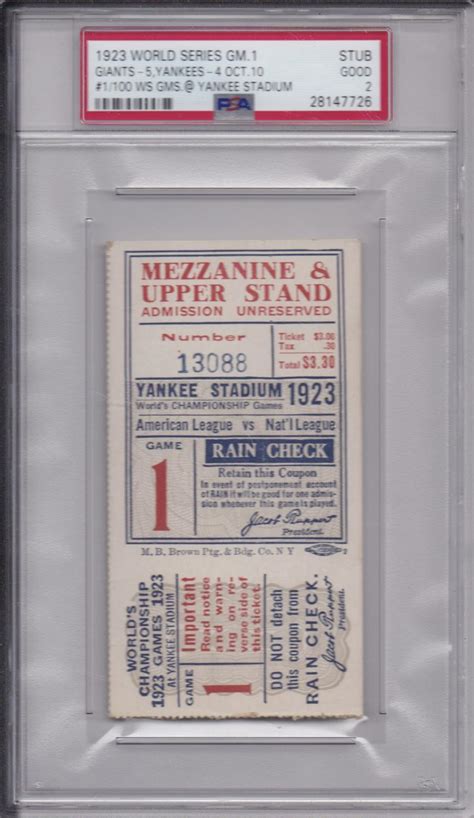 1923 WORLD SERIES GM.1 STUB
GIANTS-5,YANKEES-4 OCT.10 GOOD
#1/100 WS GMS.@ YANKEE STADIUM 2
PSA 28147726
MEZZANINE &
UPPER STAND
ADMISSION UNRESERVED
Number
13088
Ticket $3.00
Tax .30
Total $3.30
YANKEE STADIUM 1923
World's CHAMPIONSHIP Games
American League vs Nat'l League
GAME
1
RAIN CHECK
Retain this Coupon
In event of postponement account
of RAIN it will be good for one admis-
sion whenever this game is played.
Jacob Ruppert
President.
M. B. Brown Ptg. & Bdg. Co. N Y 2
WORLD'S
CHAMPIONSHIP
1923 GAMES 1923
At YANKEE STADIUM
Important
Read notice
and warn-
ing on re-
verse side of
this ticket.
GAME
1
DO NOT detach
this coupon from
RAIN CHECK.
Jacob Ruppert
President.